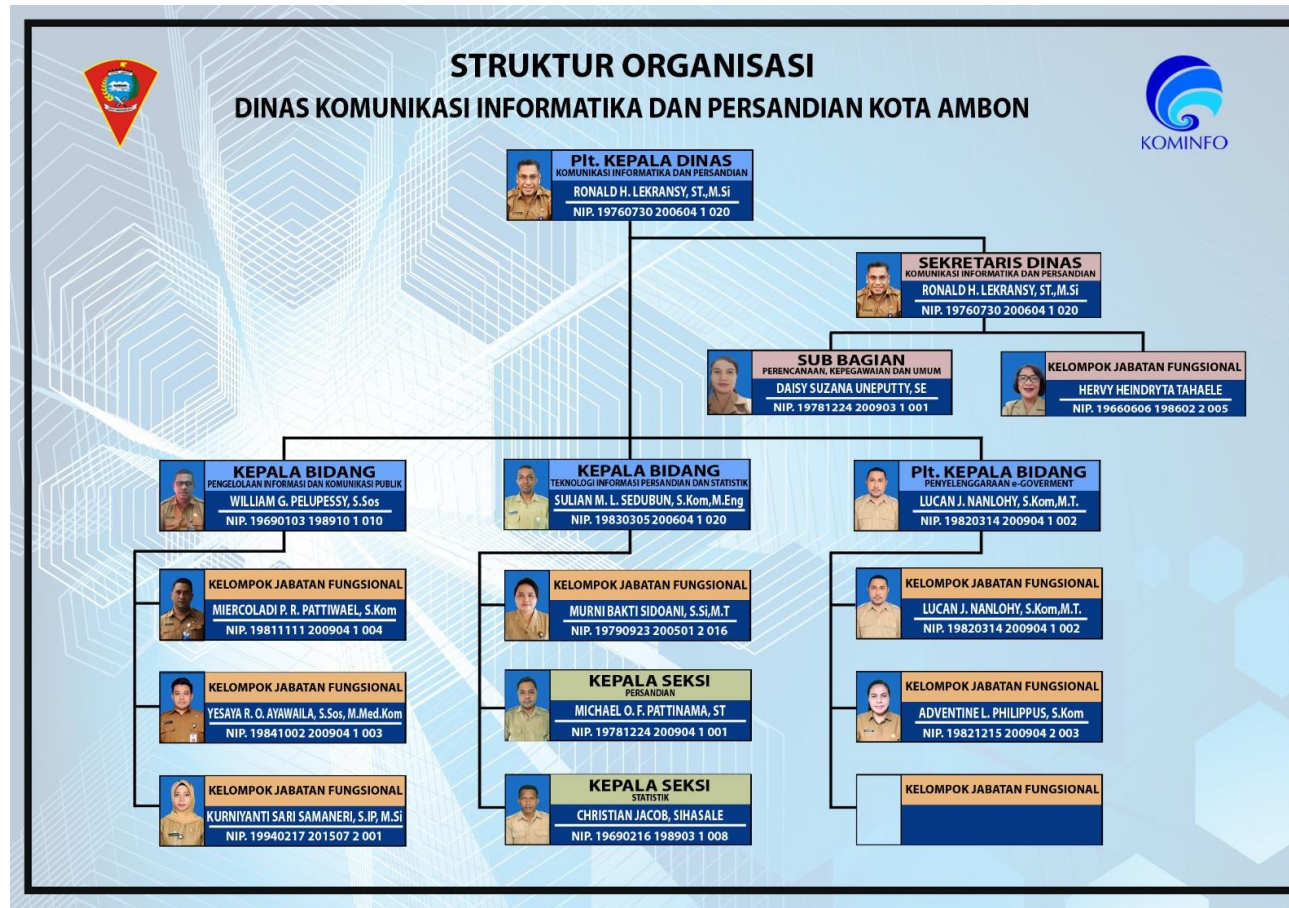 STRUKTUR ORGANISASI
DINAS KOMUNIKASI INFORMATIKA DAN PERSANDIAN KOTA AMBON
KOMINFO
Plt. KEPALA DINAS
KOMUNIKASI INFORMATIKA DAN PERSANDIAN
RONALD H. LEKRANSY, ST.,M.Si
NIP. 19760730 200604 1 020
SEKRETARIS DINAS
KOMUNIKASI INFORMATIKA DAN PERSANDIAN
RONALD H. LEKRANSY, ST.,M.Si
NIP. 19760730 200604 1 020
SUB BAGIAN
PERENCANAAN, KEPEGAWAIAN DAN UMUM
DAISY SUZANA UNEPUTTY, SE
NIP. 19781224 200903 1 001
KELOMPOK JABATAN FUNGSIONAL
HERVY HEINDRYTA TAHAELE
NIP. 19660606 198602 2 005
KEPALA BIDANG
PENGELOLAAN INFORMASI DAN KOMUNIKASI PUBLIK
WILLIAM G. PELUPESSY, S.Sos
NIP. 19690103 198910 1 010
KEPALA BIDANG
TEKNOLOGI INFORMASI PERSANDIAN DAN STATISTIK
SULIAN M. L. SEDUBUN, S.Kom,M.Eng
NIP. 19830305 200604 1 020
Plt. KEPALA BIDANG
PENYELENGGARAAN e-GOVERMENT
LUCAN J. NANLOHY, S.Kom,M.T.
NIP. 19820314 200904 1 002
KELOMPOK JABATAN FUNGSIONAL
MIERCOLADI P. R. PATTIWAEL, S.Kom
NIP. 19811111 200904 1 004
KELOMPOK JABATAN FUNGSIONAL
MURNI BAKTI SIDOANI, S.Si,M.T
NIP. 19790923 200501 2 016
KELOMPOK JABATAN FUNGSIONAL
LUCAN J. NANLOHY, S.Kom,M.T.
NIP. 19820314 200904 1 002
KELOMPOK JABATAN FUNGSIONAL
YESAYA R. O. AYAWAILA, S.Sos, M.Med.Kom
NIP. 19841002 200904 1 003
KEPALA SEKSI
PERSANDIAN
MICHAEL O. F. PATTINAMA, ST
NIP. 19781224 200904 1 001
KELOMPOK JABATAN FUNGSIONAL
ADVENTINE L. PHILIPPUS, S.Kom
NIP. 19821215 200904 2 003
KELOMPOK JABATAN FUNGSIONAL
KURNIYANTI SARI SAMANERI, S.IP, M.Si
NIP. 19940217 201507 2 001
KEPALA SEKSI
STATISTIK
CHRISTIAN JACOB, SIHASALE
NIP. 19690216 198903 1 008
KELOMPOK JABATAN FUNGSIONAL